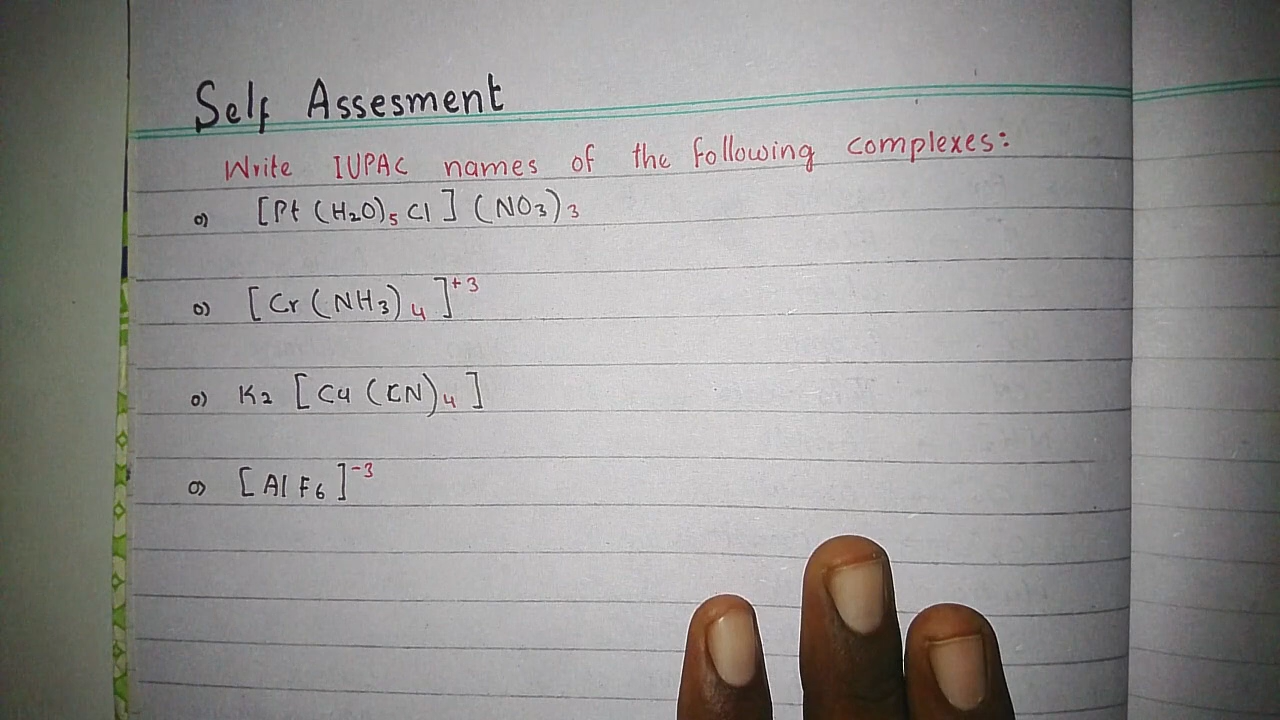 Self Assesment
Write IUPAC names of the following complexes:
o) [Pt (H2O)5 Cl ] (NO3)3
o) [Cr (NH3) 4 ]+3
o) K2 [Cu (CN)4 ]
o) [Al F6 ]-3